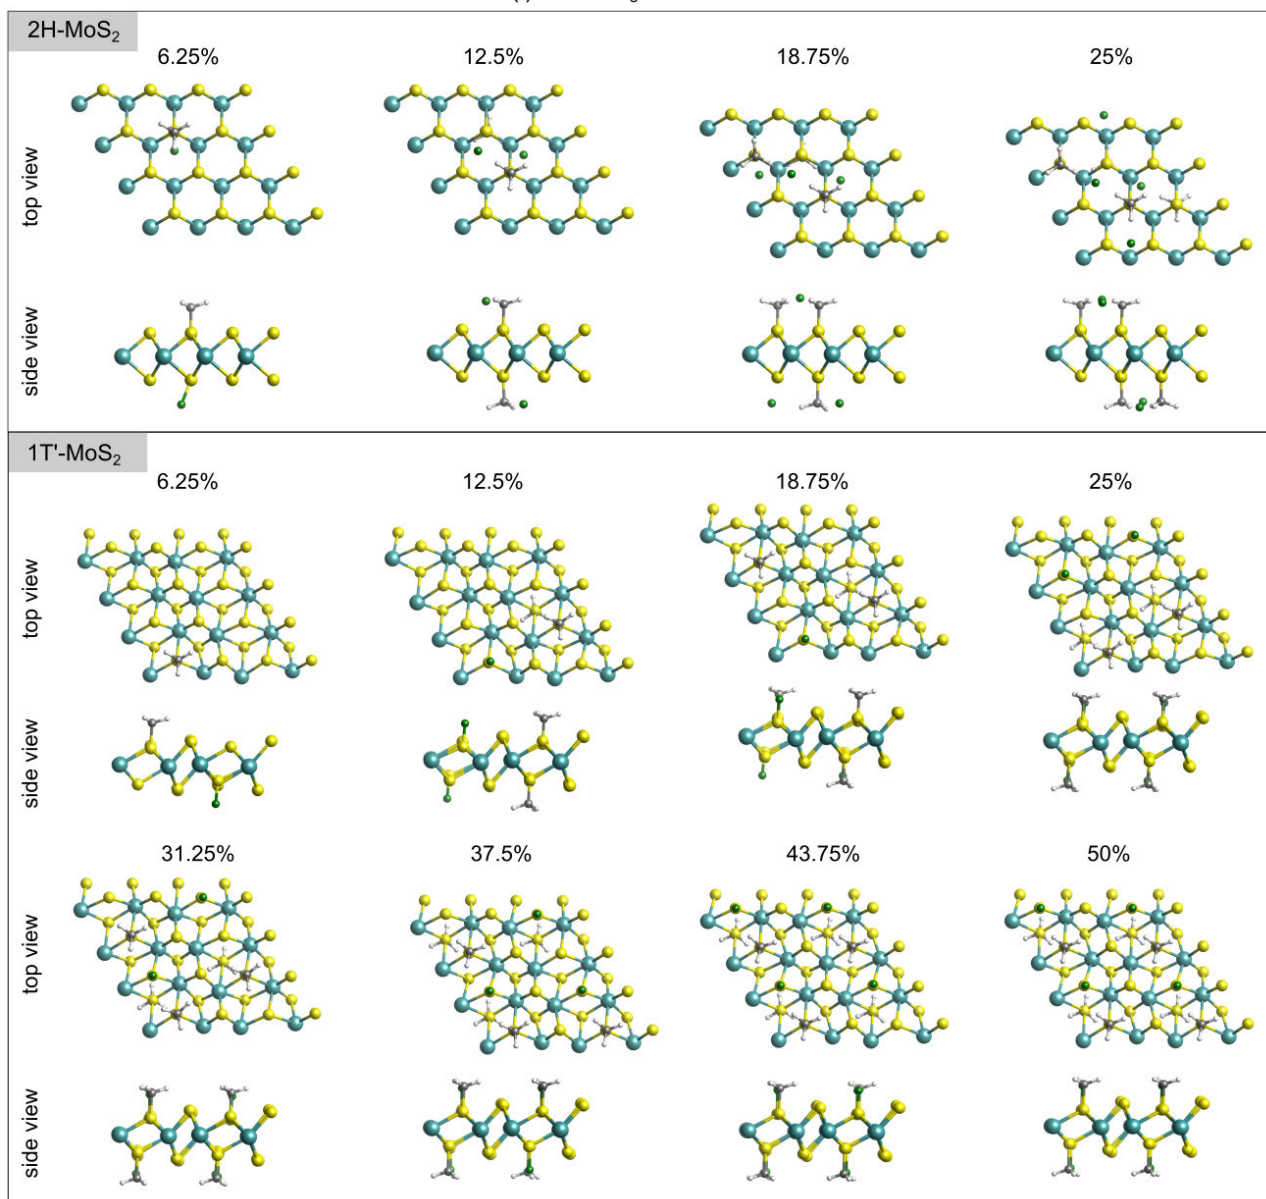 2H-MoS₂
6.25% 12.5% 18.75% 25%
top view
side view
1T'-MoS₂
6.25% 12.5% 18.75% 25%
top view
side view
31.25% 37.5% 43.75% 50%
top view
side view